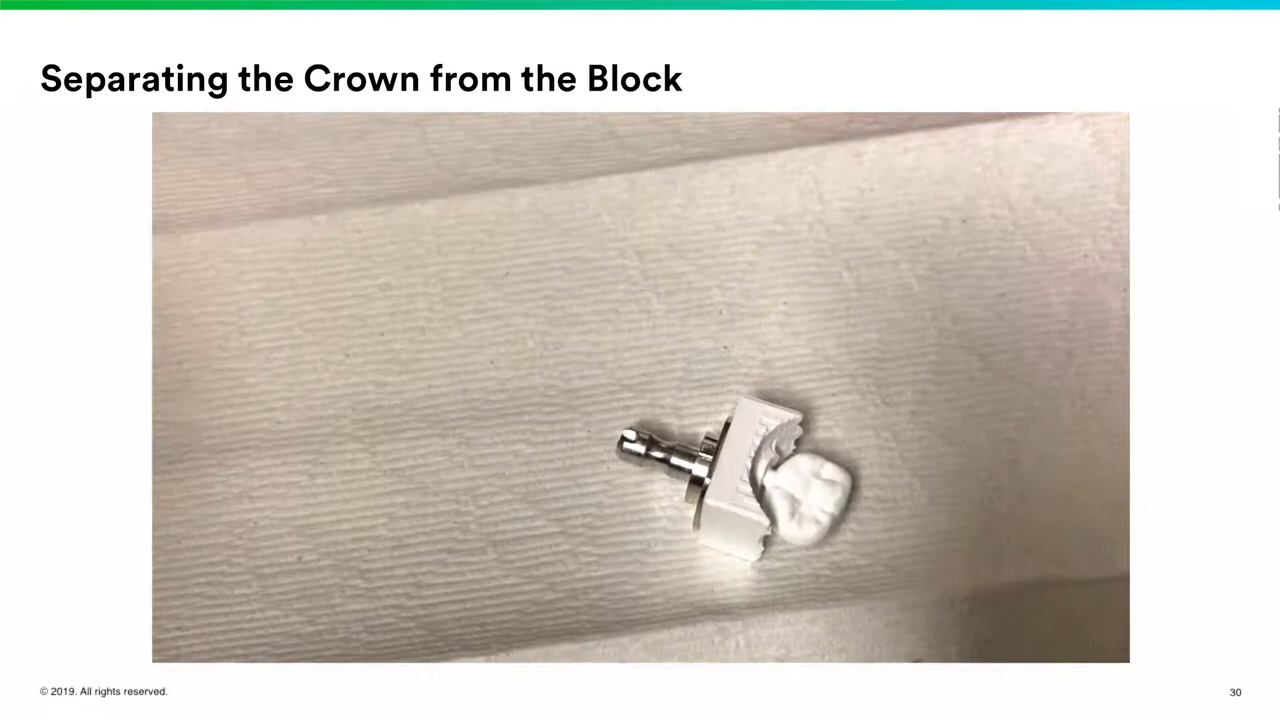 Separating the Crown from the Block
© 2019. All rights reserved.
30